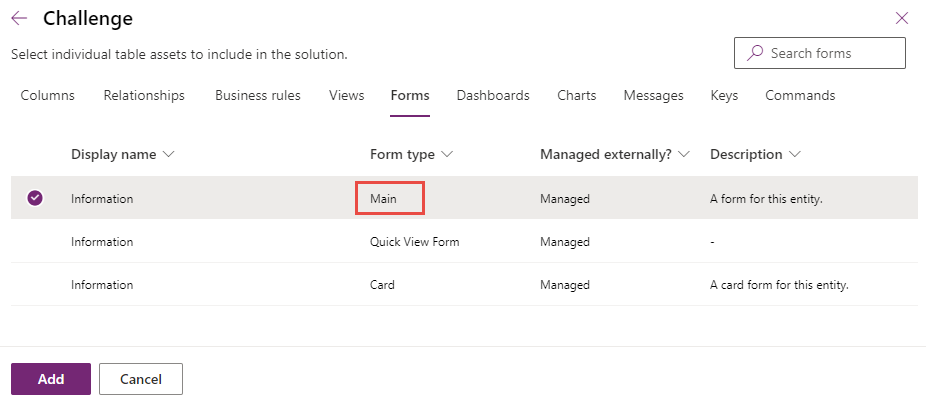 Challenge
Select individual table assets to include in the solution.
Search forms
Columns Relationships Business rules Views Forms Dashboards Charts Messages Keys Commands
Display name Form type Managed externally? Description
Information Main Managed A form for this entity.
Information Quick View Form Managed -
Information Card Managed A card form for this entity.
Add Cancel